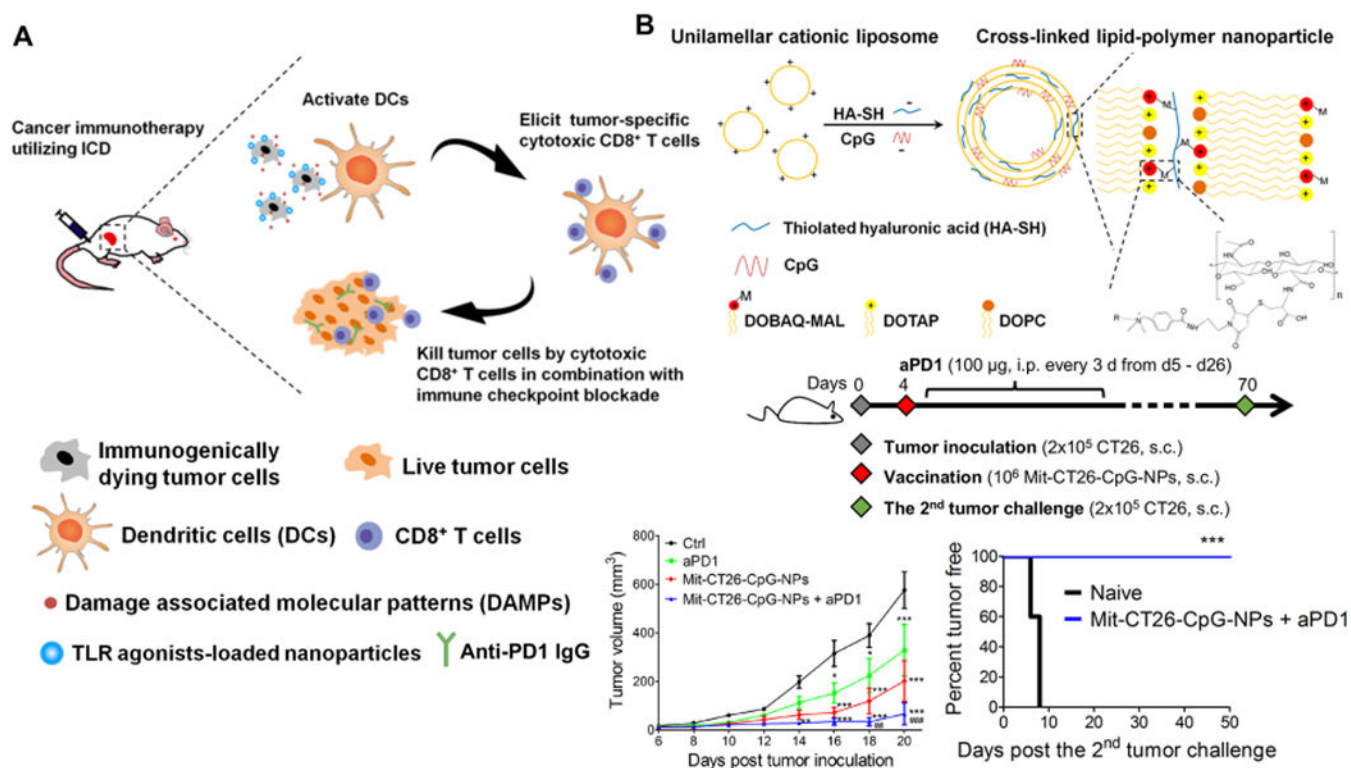 A
Cancer immunotherapy
utilizing ICD
Activate DCs
Elicit tumor-specific
cytotoxic CD8⁺ T cells
Kill tumor cells by cytotoxic
CD8⁺ T cells in combination with
immune checkpoint blockade
Immunogenically
dying tumor cells
Live tumor cells
Dendritic cells (DCs)
CD8⁺ T cells
Damage associated molecular patterns (DAMPs)
TLR agonists-loaded nanoparticles
Anti-PD1 IgG
B
Unilamellar cationic liposome
Cross-linked lipid-polymer nanoparticle
HA-SH
CpG
Thiolated hyaluronic acid (HA-SH)
CpG
M
DOBAQ-MAL
DOTAP
DOPC
aPD1 (100 µg, i.p. every 3 d from d5 - d26)
Days 0 4 70
Tumor inoculation (2x10⁵ CT26, s.c.)
Vaccination (10⁶ Mit-CT26-CpG-NPs, s.c.)
The 2ⁿᵈ tumor challenge (2x10⁵ CT26, s.c.)
Tumor volume (mm³)
800
600
400
200
0
Ctrl
aPD1
Mit-CT26-CpG-NPs
Mit-CT26-CpG-NPs + aPD1
6 8 10 12 14 16 18 20
Days post tumor inoculation
Percent tumor free
100
80
60
40
20
0
***
Naive
Mit-CT26-CpG-NPs + aPD1
0 10 20 30 40 50
Days post the 2ⁿᵈ tumor challenge